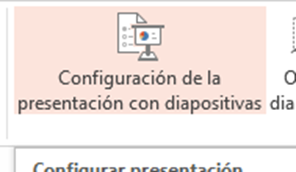 Configuración de la
presentación con diapositivas
Configurar presentación